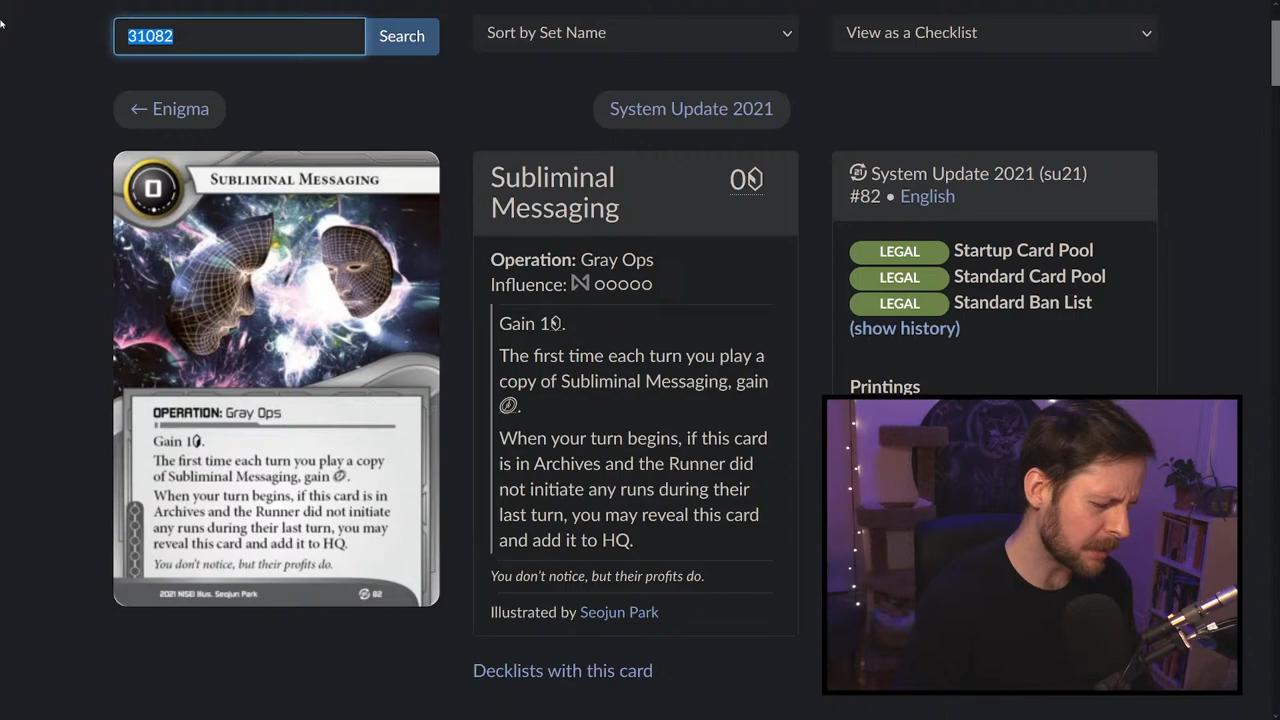 31082
Search
Sort by Set Name
View as a Checklist
← Enigma
System Update 2021
0
SUBLIMINAL MESSAGING
OPERATION: Gray Ops
Gain 1.
The first time each turn you play a copy
of Subliminal Messaging, gain .
When your turn begins, if this card is in
Archives and the Runner did not initiate
any runs during their last turn, you may
reveal this card and add it to HQ.
You don't notice, but their profits do.
2021 NISEI Illus. Seojun Park
82
Subliminal
Messaging
0
Operation: Gray Ops
Influence:
Gain 1.
The first time each turn you play a
copy of Subliminal Messaging, gain
.
When your turn begins, if this card
is in Archives and the Runner did
not initiate any runs during their
last turn, you may reveal this card
and add it to HQ.
You don't notice, but their profits do.
Illustrated by Seojun Park
Decklists with this card
System Update 2021 (su21)
#82 • English
LEGAL Startup Card Pool
LEGAL Standard Card Pool
LEGAL Standard Ban List
(show history)
Printings